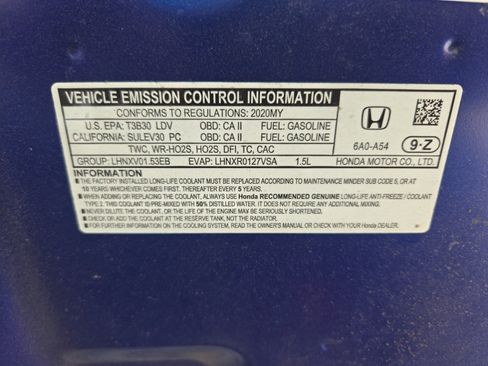 VEHICLE EMISSION CONTROL INFORMATION
CONFORMS TO REGULATIONS: 2020MY
U.S. EPA: T3B30 LDV OBD: CA II FUEL: GASOLINE
CALIFORNIA: SULEV30 PC OBD: CA II FUEL: GASOLINE
TWC, WR-HO2S, HO2S, DFI, TC, CAC
GROUP: LHNXV01.53EB EVAP: LHNXR0127VSA 1.5L
6A0-A54
9-Z
HONDA MOTOR CO., LTD.
INFORMATION
■ THE FACTORY INSTALLED LONG-LIFE COOLANT MUST BE REPLACED ACCORDING TO MAINTENANCE MINDER SUB CODE 5, OR AT
10 YEARS WHICHEVER COMES FIRST, THEREAFTER EVERY 5 YEARS.
■ WHEN ADDING OR REPLACING THE COOLANT, ALWAYS USE Honda RECOMMENDED GENUINE LONG-LIFE ANTI-FREEZE / COOLANT
TYPE 2. THIS COOLANT IS PRE-MIXED WITH 50% DISTILLED WATER. IT DOES NOT REQUIRE ANY ADDITIONAL MIXING.
■ NEVER DILUTE THE COOLANT, OR THE LIFE OF THE ENGINE MAY BE SERIOUSLY SHORTENED.
■ CHECK AND ADD THE COOLANT AT THE RESERVE TANK, NOT THE RADIATOR.
■ FOR FURTHER INFORMATION ON THE COOLING SYSTEM, READ THE OWNER'S MANUAL OR CHECK WITH YOUR Honda DEALER.